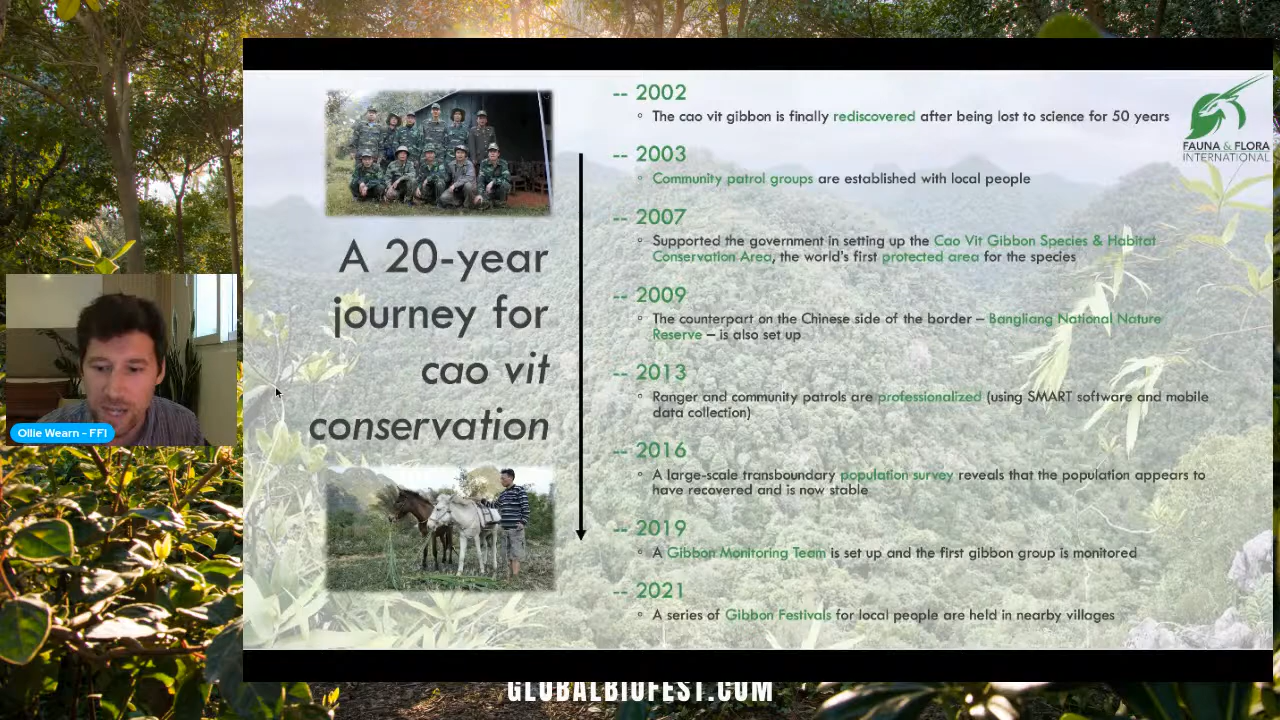 A 20-year
journey for
cao vit
conservation
-- 2002
◦ The cao vit gibbon is finally rediscovered after being lost to science for 50 years
-- 2003
◦ Community patrol groups are established with local people
-- 2007
◦ Supported the government in setting up the Cao Vit Gibbon Species & Habitat
Conservation Area, the world's first protected area for the species
-- 2009
◦ The counterpart on the Chinese side of the border – Bangliang National Nature
Reserve – is also set up
-- 2013
◦ Ranger and community patrols are professionalized (using SMART software and mobile
data collection)
-- 2016
◦ A large-scale transboundary population survey reveals that the population appears to
have recovered and is now stable
-- 2019
◦ A Gibbon Monitoring Team is set up and the first gibbon group is monitored
-- 2021
◦ A series of Gibbon Festivals for local people are held in nearby villages
FAUNA & FLORA
INTERNATIONAL
Ollie Wearn - FFI
GLOBALBIOFEST.COM